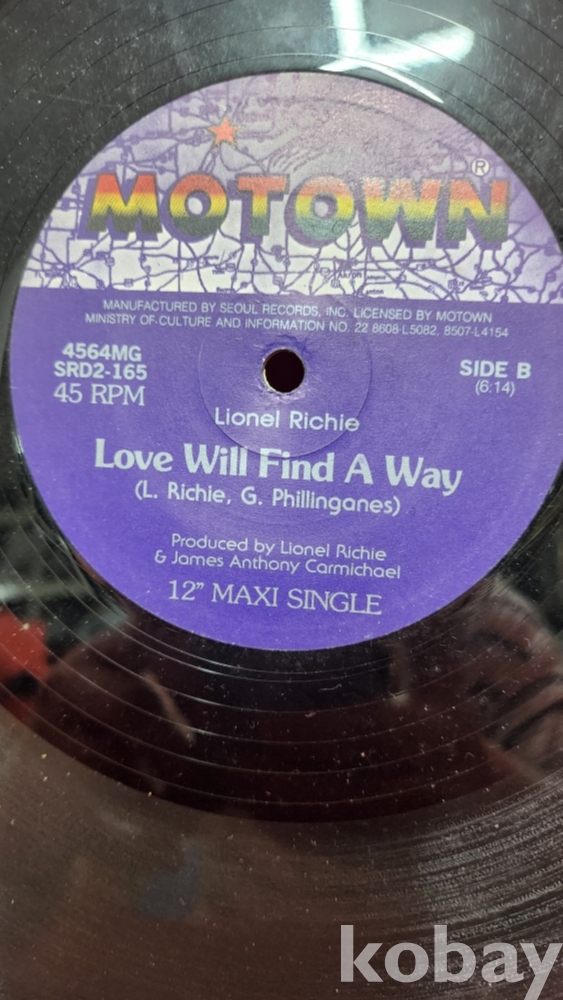 MOTOWN®
MANUFACTURED BY SEOUL RECORDS, INC. LICENSED BY MOTOWN
MINISTRY OF CULTURE AND INFORMATION NO. 22 8608-L5082, 8507-L4154
4564MG
SRD2-165
45 RPM
SIDE B
(6:14)
Lionel Richie
Love Will Find A Way
(L. Richie, G. Phillinganes)
Produced by Lionel Richie
& James Anthony Carmichael
12" MAXI SINGLE
kobay